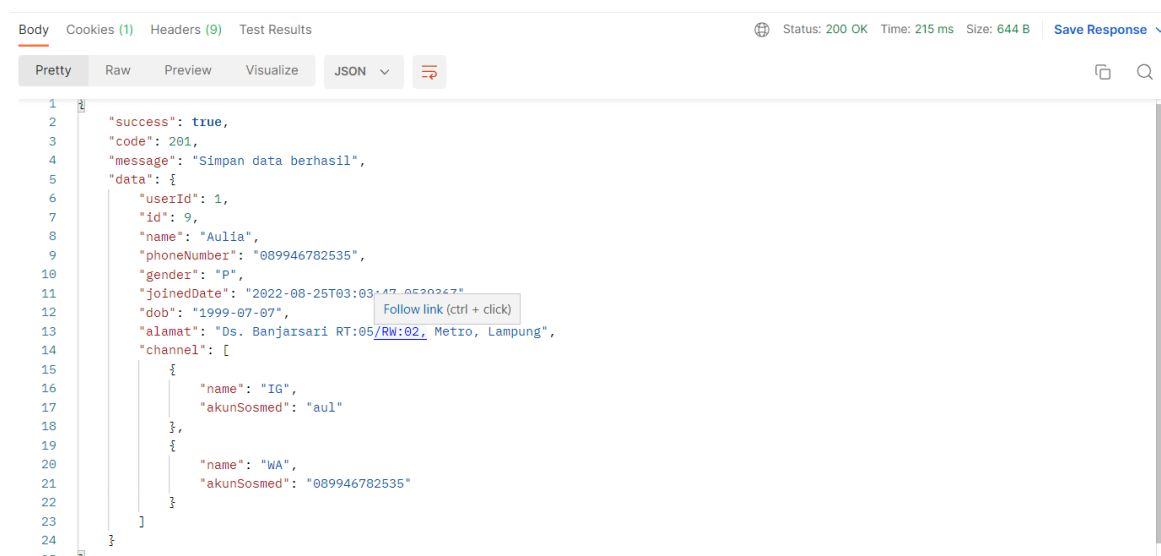 Body Cookies (1) Headers (9) Test Results Status: 200 OK Time: 215 ms Size: 644 B Save Response
Pretty Raw Preview Visualize JSON
1 {
2 "success": true,
3 "code": 201,
4 "message": "Simpan data berhasil",
5 "data": {
6 "userId": 1,
7 "id": 9,
8 "name": "Aulia",
9 "phoneNumber": "089946782535",
10 "gender": "P",
11 "joinedDate": "2022-08-25T03:03:47
Follow link (ctrl + click)
12 "dob": "1999-07-07",
13 "alamat": "Ds. Banjarsari RT:05/RW:02, Metro, Lampung",
14 "channel": [
15 {
16 "name": "IG",
17 "akunSosmed": "aul"
18 },
19 {
20 "name": "WA",
21 "akunSosmed": "089946782535"
22 }
23 ]
24 }